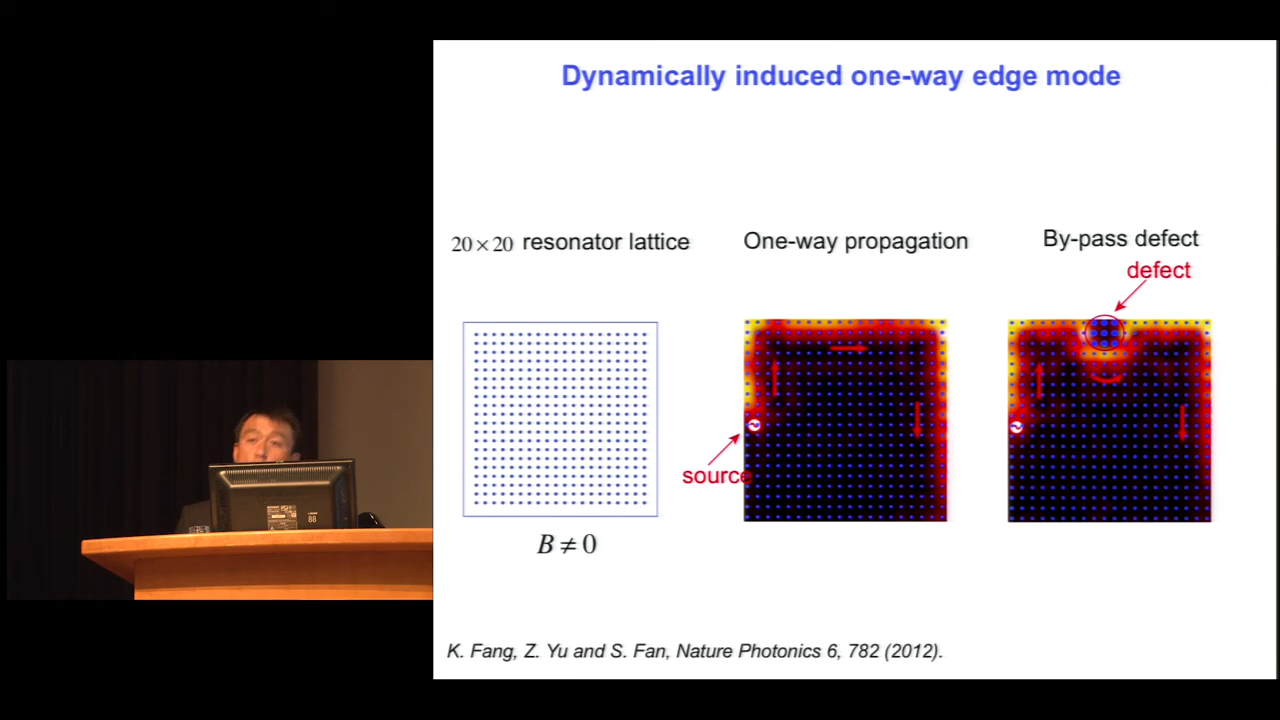 Dynamically induced one-way edge mode
20 × 20 resonator lattice
One-way propagation
By-pass defect
defect
source
B ≠ 0
K. Fang, Z. Yu and S. Fan, Nature Photonics 6, 782 (2012).
88